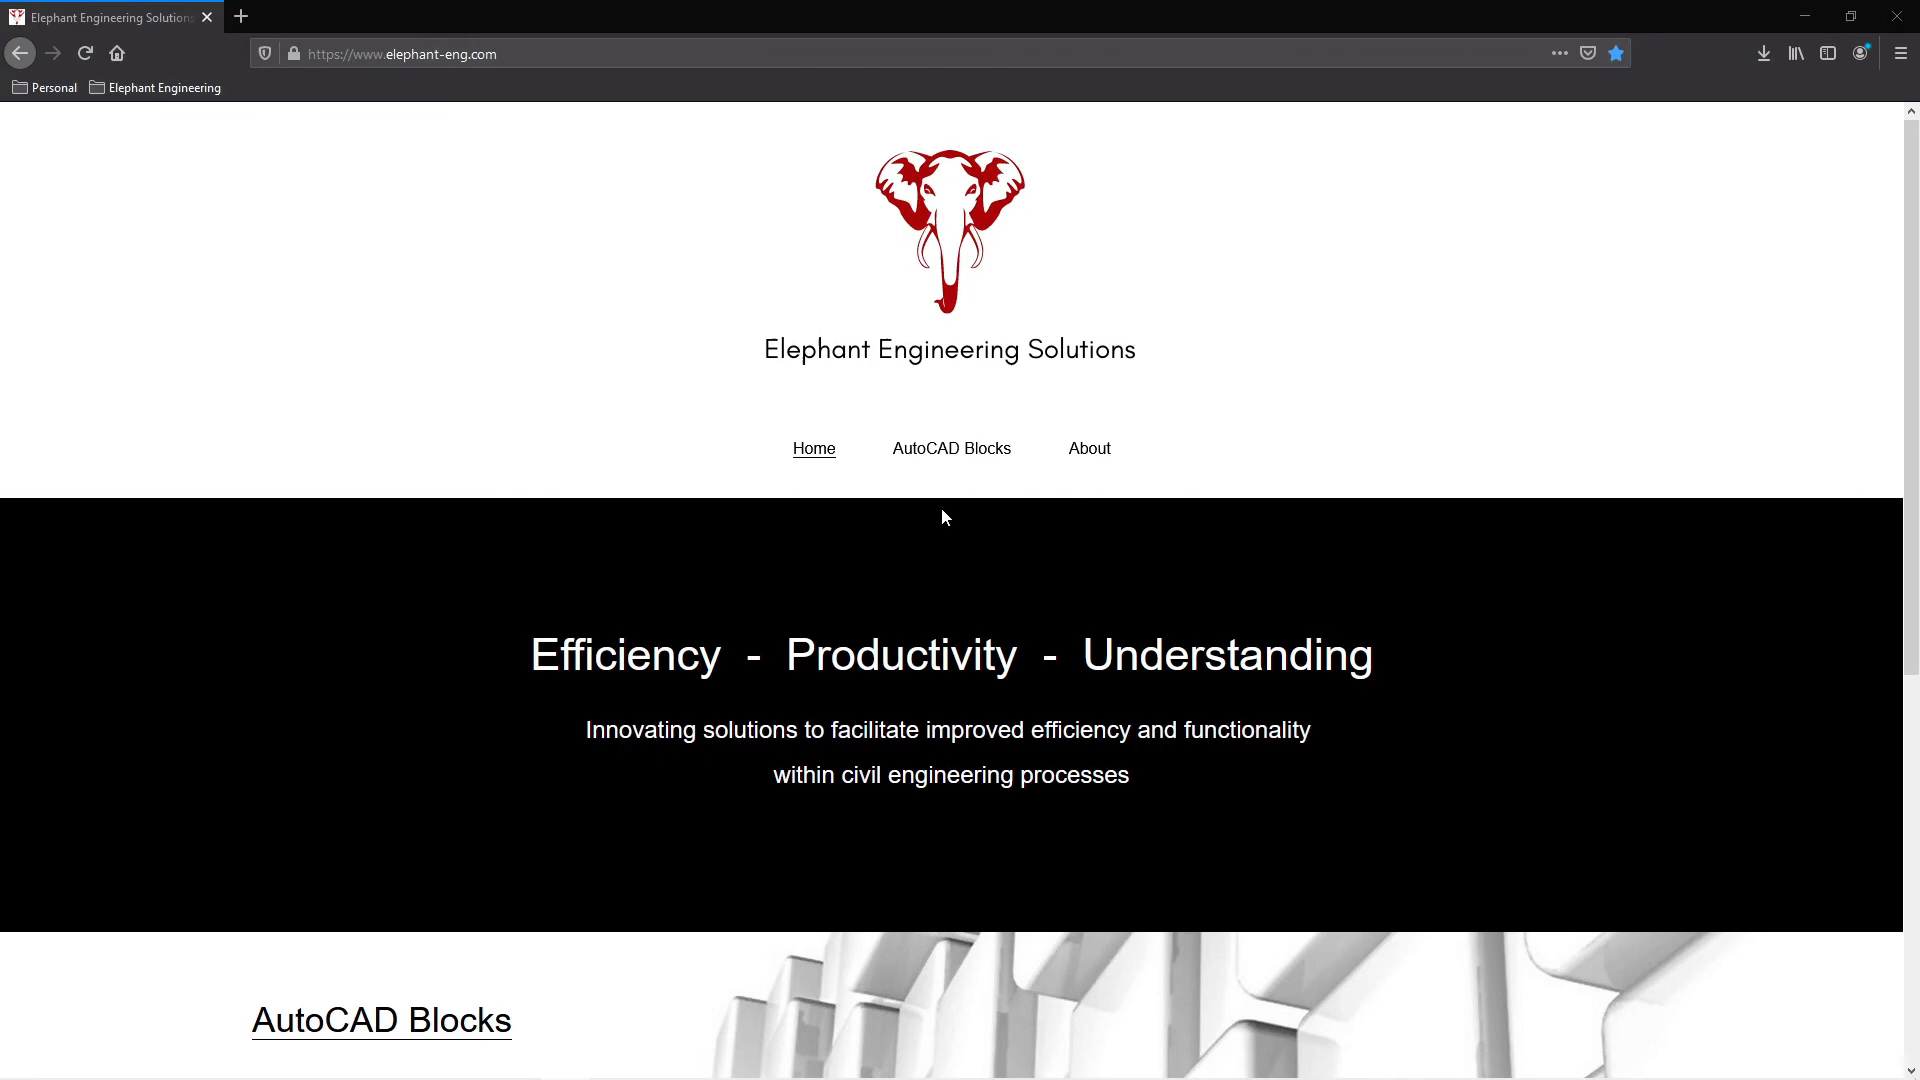 Elephant Engineering Solutions
https://www.elephant-eng.com
Personal
Elephant Engineering
Elephant Engineering Solutions
Home
AutoCAD Blocks
About
Efficiency - Productivity - Understanding
Innovating solutions to facilitate improved efficiency and functionality
within civil engineering processes
AutoCAD Blocks